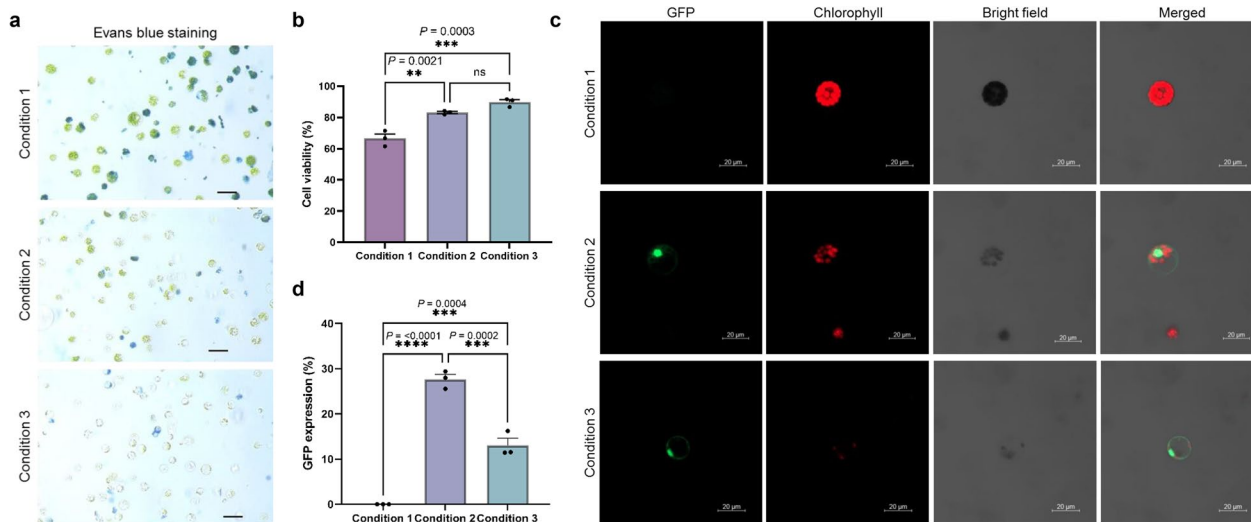 a
Evans blue staining
Condition 1
Condition 2
Condition 3
b
P = 0.0003
***
P = 0.0021
**
ns
Cell viability (%)
100
80
60
40
20
0
Condition 1 Condition 2 Condition 3
d
P = 0.0004
***
P = <0.0001 P = 0.0002
**** ***
GFP expression (%)
40
30
20
10
0
Condition 1 Condition 2 Condition 3
c
GFP Chlorophyll Bright field Merged
Condition 1
20 µm 20 µm 20 µm 20 µm
Condition 2
20 µm 20 µm 20 µm 20 µm
Condition 3
20 µm 20 µm 20 µm 20 µm